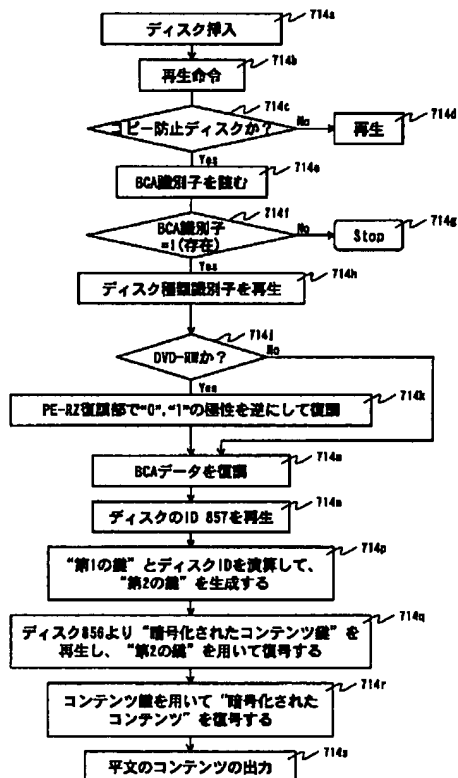 ディスク挿入
714a
再生命令
714b
コピー防止ディスクか？
714c
No
再生
714d
Yes
BCA識別子を読む
714e
BCA識別子
=1(存在)
714f
No
Stop
714g
Yes
ディスク種類識別子を再生
714h
DVD-RWか？
714j
No
Yes
PE-RZ復調部で“0”,“1”の極性を逆にして復調
714k
BCAデータを復調
714m
ディスクのID 857を再生
714n
“第1の鍵”とディスクIDを演算して、
“第2の鍵”を生成する
714p
ディスク856より“暗号化されたコンテンツ鍵”を
再生し、“第2の鍵”を用いて復号する
714q
コンテンツ鍵を用いて“暗号化された
コンテンツ”を復号する
714r
平文のコンテンツの出力
714s